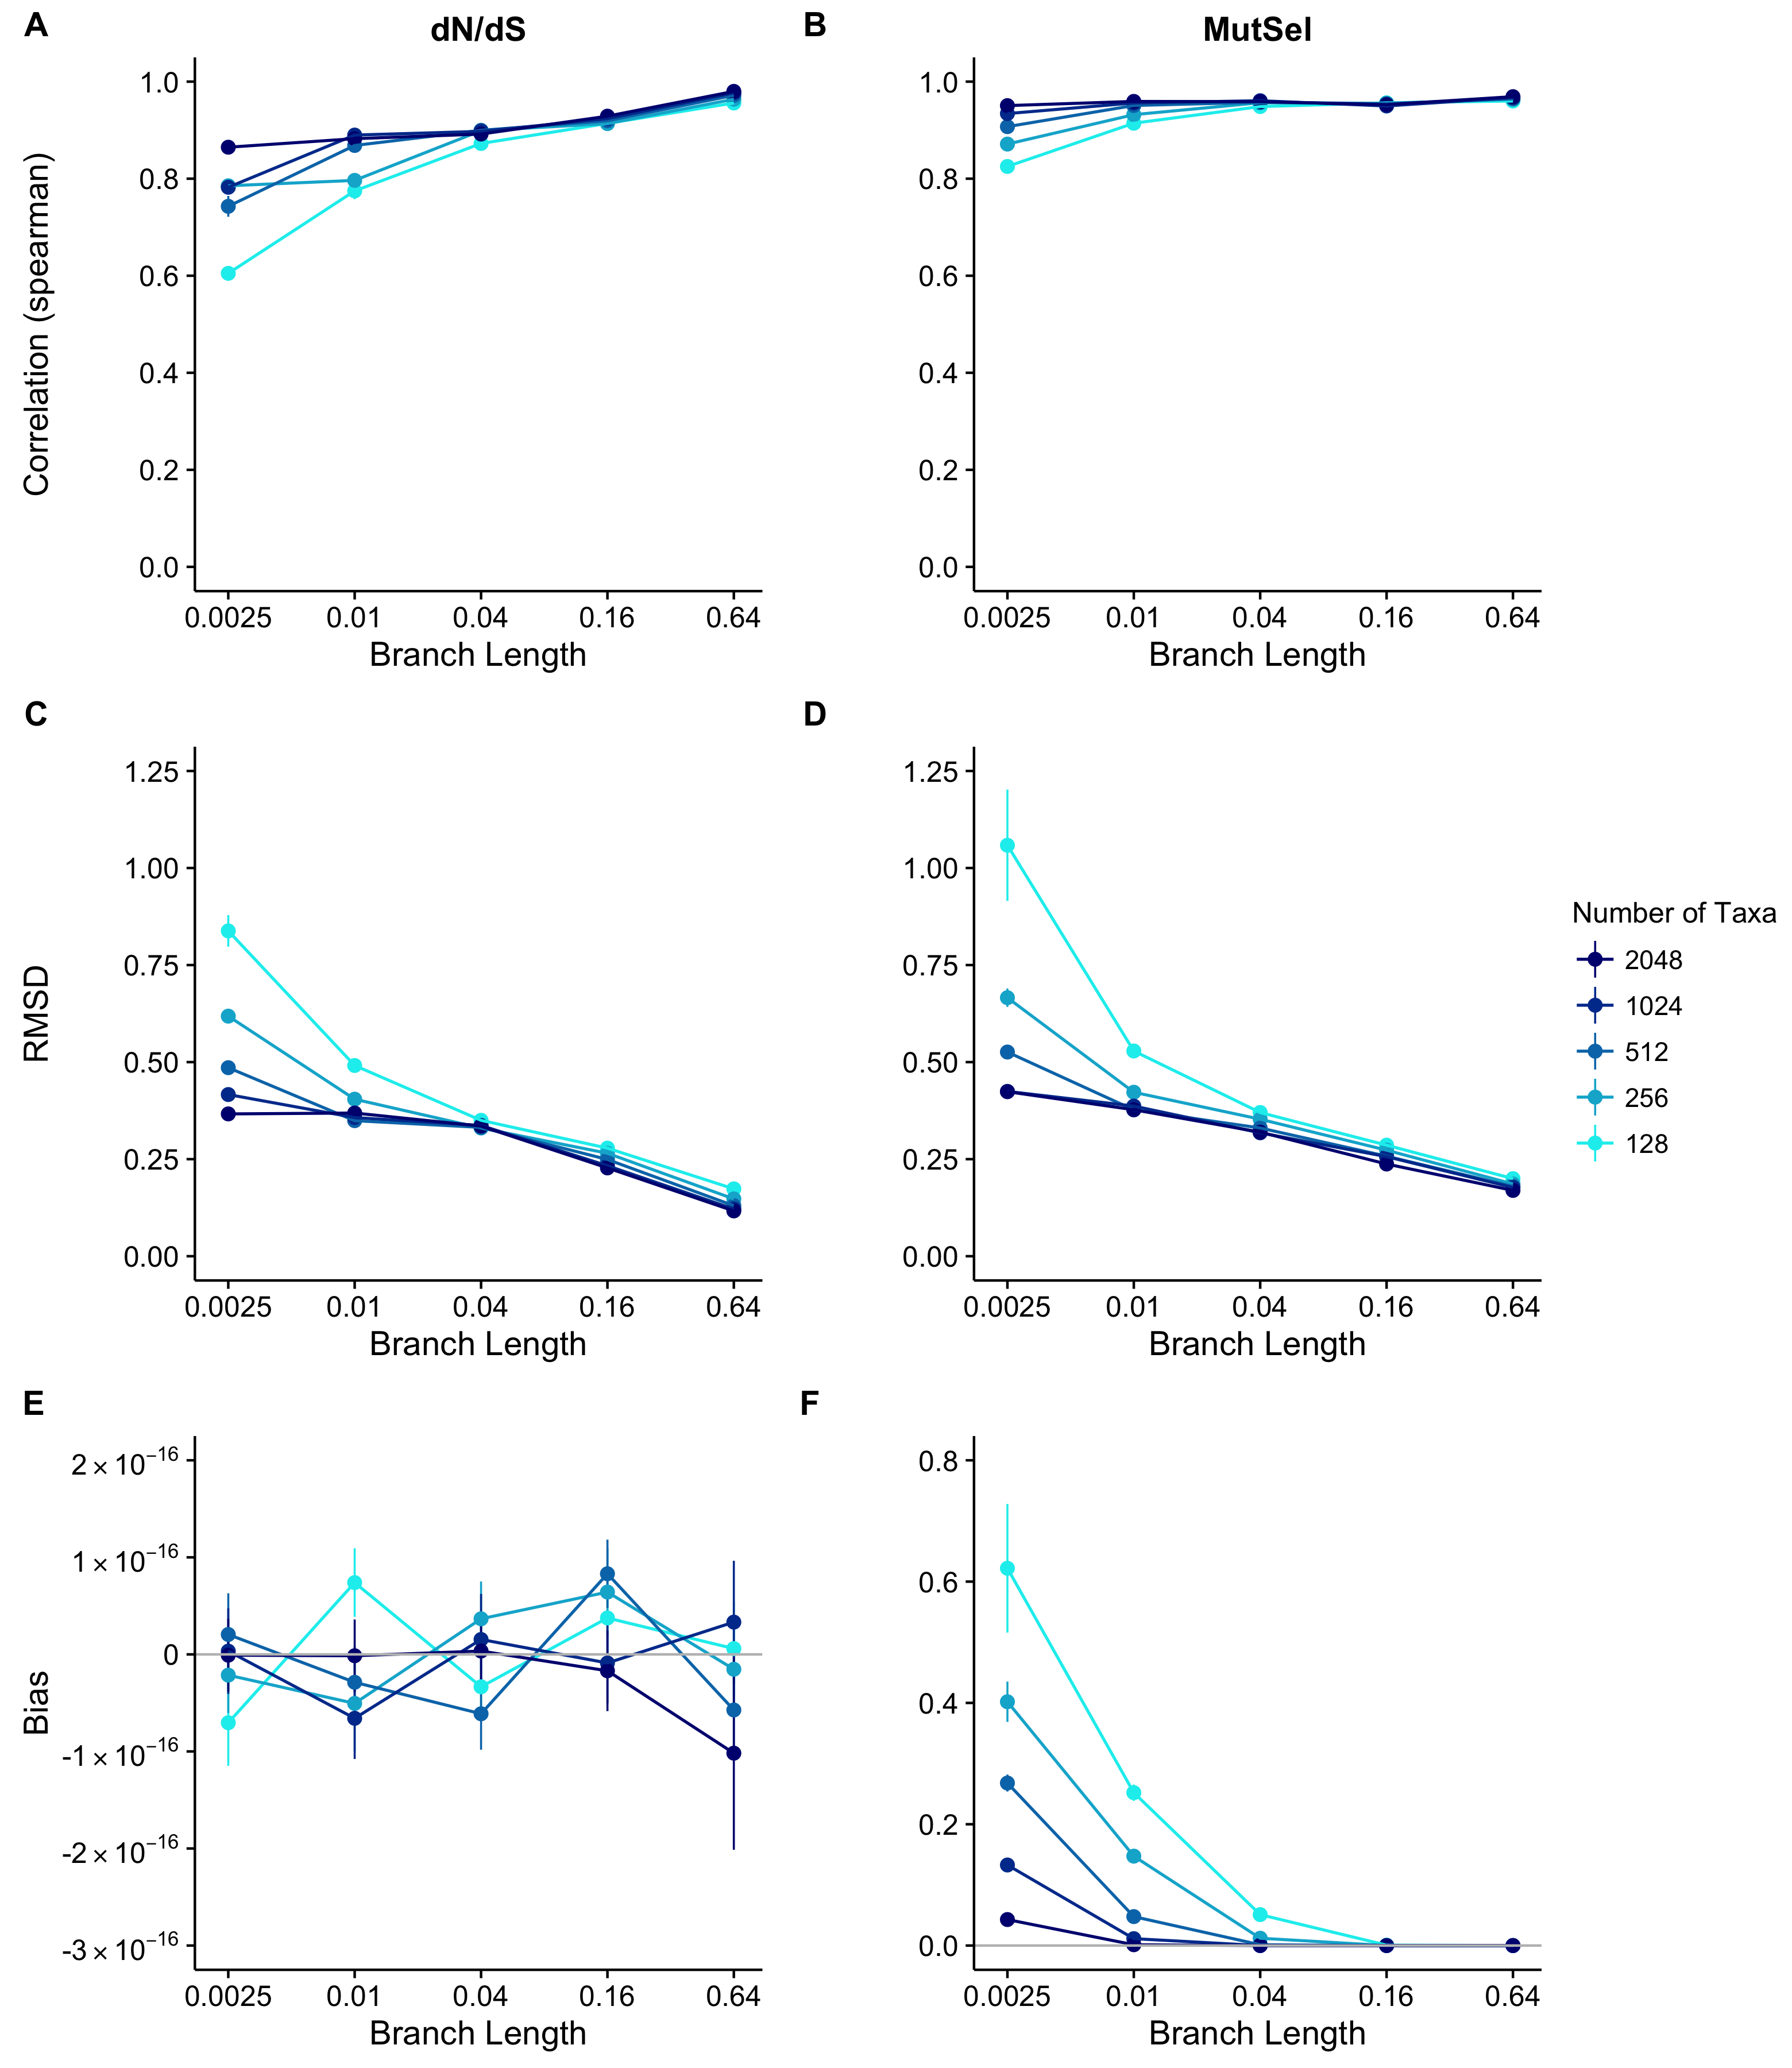 A
dN/dS
B
MutSel
Correlation (spearman)
1.0
0.8
0.6
0.4
0.2
0.0
0.0025 0.01 0.04 0.16 0.64
Branch Length
1.0
0.8
0.6
0.4
0.2
0.0
0.0025 0.01 0.04 0.16 0.64
Branch Length
C
RMSD
1.25
1.00
0.75
0.50
0.25
0.00
0.0025 0.01 0.04 0.16 0.64
Branch Length
D
1.25
1.00
0.75
0.50
0.25
0.00
0.0025 0.01 0.04 0.16 0.64
Branch Length
Number of Taxa
2048
1024
512
256
128
E
Bias
2 × 10⁻¹⁶
1 × 10⁻¹⁶
0
-1 × 10⁻¹⁶
-2 × 10⁻¹⁶
-3 × 10⁻¹⁶
0.0025 0.01 0.04 0.16 0.64
Branch Length
F
0.8
0.6
0.4
0.2
0.0
0.0025 0.01 0.04 0.16 0.64
Branch Length